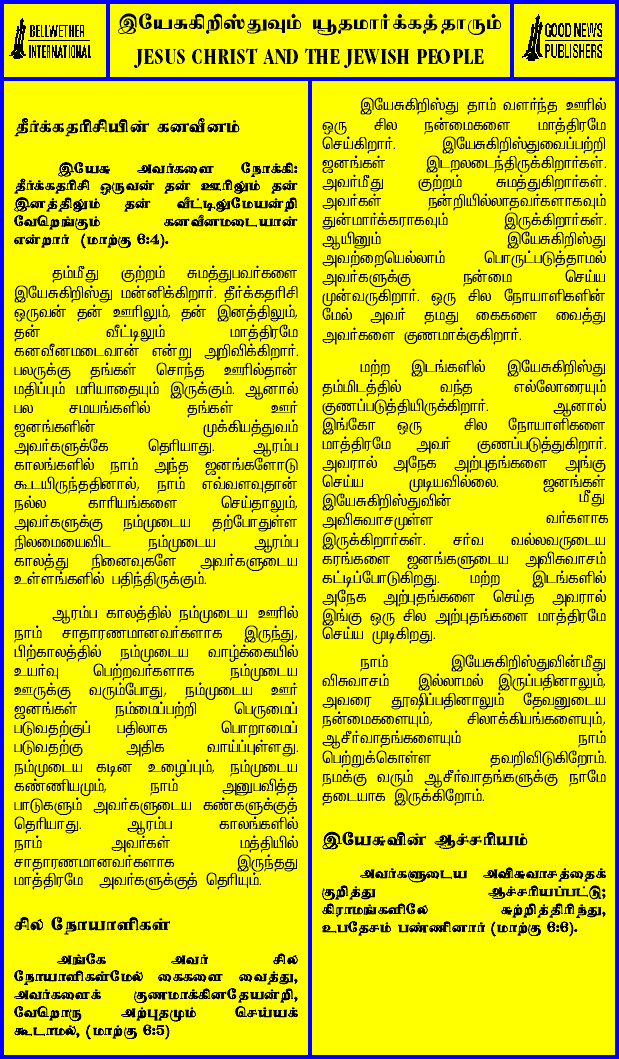 BELLWETHER
INTERNATIONAL
இயேசுகிறிஸ்துவும் யூதமார்க்கத்தாரும்
JESUS CHRIST AND THE JEWISH PEOPLE
GOOD NEWS
PUBLISHERS
தீர்க்கதரிசியின் கனவீனம்
இயேசு அவர்களை நோக்கி:
தீர்க்கதரிசி ஒருவன் தன் ஊரிலும் தன்
இனத்திலும் தன் வீட்டிலுமேயன்றி
வேறெங்கும் கனவீனமடையான்
என்றார் (மாற்கு 6:4).
தம்மீது குற்றம் சுமத்துபவர்களை
இயேசுகிறிஸ்து மன்னிக்கிறார். தீர்க்கதரிசி
ஒருவன் தன் ஊரிலும், தன் இனத்திலும்,
தன் வீட்டிலும் மாத்திரமே
கனவீனமடைவான் என்று அறிவிக்கிறார்.
பலருக்கு தங்கள் சொந்த ஊரில்தான்
மதிப்பும் மரியாதையும் இருக்கும். ஆனால்
பல சமயங்களில் தங்கள் ஊர்
ஜனங்களின் முக்கியத்துவம்
அவர்களுக்கே தெரியாது. ஆரம்ப
காலங்களில் நாம் அந்த ஜனங்களோடு
கூடயிருந்ததினால், நாம் எவ்வளவுதான்
நல்ல காரியங்களை செய்தாலும்,
அவர்களுக்கு நம்முடைய தற்போதுள்ள
நிலமையைவிட நம்முடைய ஆரம்ப
காலத்து நினைவுகளே அவர்களுடைய
உள்ளங்களில் பதிந்திருக்கும்.
ஆரம்ப காலத்தில் நம்முடைய ஊரில்
நாம் சாதாரணமானவர்களாக இருந்து,
பிற்காலத்தில் நம்முடைய வாழ்க்கையில்
உயர்வு பெற்றவர்களாக நம்முடைய
ஊருக்கு வரும்போது, நம்முடைய ஊர்
ஜனங்கள் நம்மைப்பற்றி பெருமைப்
படுவதற்குப் பதிலாக பொறாமைப்
படுவதற்கு அதிக வாய்ப்புள்ளது.
நம்முடைய கடின உழைப்பும், நம்முடைய
கண்ணியமும், நாம் அனுபவித்த
பாடுகளும் அவர்களுடைய கண்களுக்குத்
தெரியாது. ஆரம்ப காலங்களில்
நாம் அவர்கள் மத்தியில்
சாதாரணமானவர்களாக இருந்தது
மாத்திரமே அவர்களுக்குத் தெரியும்.
சில நோயாளிகள்
அங்கே அவர் சில
நோயாளிகள்மேல் கைகளை வைத்து,
அவர்களைக் குணமாக்கினதேயன்றி,
வேறொரு அற்புதமும் செய்யக்
கூடாமல், (மாற்கு 6:5)
இயேசுகிறிஸ்து தாம் வளர்ந்த ஊரில்
ஒரு சில நன்மைகளை மாத்திரமே
செய்கிறார். இயேசுகிறிஸ்துவைப்பற்றி
ஜனங்கள் இடறலடைந்திருக்கிறார்கள்.
அவர்மீது குற்றம் சுமத்துகிறார்கள்.
அவர்கள் நன்றியில்லாதவர்களாகவும்
துன்மார்க்கராகவும் இருக்கிறார்கள்.
ஆயினும் இயேசுகிறிஸ்து
அவற்றையெல்லாம் பொருட்படுத்தாமல்
அவர்களுக்கு நன்மை செய்ய
முன்வருகிறார். ஒரு சில நோயாளிகளின்
மேல் அவர் தமது கைகளை வைத்து
அவர்களை குணமாக்குகிறார்.
மற்ற இடங்களில் இயேசுகிறிஸ்து
தம்மிடத்தில் வந்த எல்லோரையும்
குணப்படுத்தியிருக்கிறார். ஆனால்
இங்கோ ஒரு சில நோயாளிகளை
மாத்திரமே அவர் குணப்படுத்துகிறார்.
அவரால் அநேக அற்புதங்களை அங்கு
செய்ய முடியவில்லை. ஜனங்கள்
இயேசுகிறிஸ்துவின் மீது
அவிசுவாசமுள்ள வர்களாக
இருக்கிறார்கள். சர்வ வல்லவருடைய
கரங்களை ஜனங்களுடைய அவிசுவாசம்
கட்டிப்போடுகிறது. மற்ற இடங்களில்
அநேக அற்புதங்களை செய்த அவரால்
இங்கு ஒரு சில அற்புதங்களை மாத்திரமே
செய்ய முடிகிறது.
நாம் இயேசுகிறிஸ்துவின்மீது
விசுவாசம் இல்லாமல் இருப்பதினாலும்,
அவரை தூஷிப்பதினாலும் தேவனுடைய
நன்மைகளையும், சிலாக்கியங்களையும்,
ஆசீர்வாதங்களையும் நாம்
பெற்றுக்கொள்ள தவறிவிடுகிறோம்.
நமக்கு வரும் ஆசீர்வாதங்களுக்கு நாமே
தடையாக இருக்கிறோம்.
இயேசுவின் ஆச்சரியம்
அவர்களுடைய அவிசுவாசத்தைக்
குறித்து ஆச்சரியப்பட்டு;
கிராமங்களிலே சுற்றித்திரிந்து,
உபதேசம் பண்ணினார் (மாற்கு 6:6).